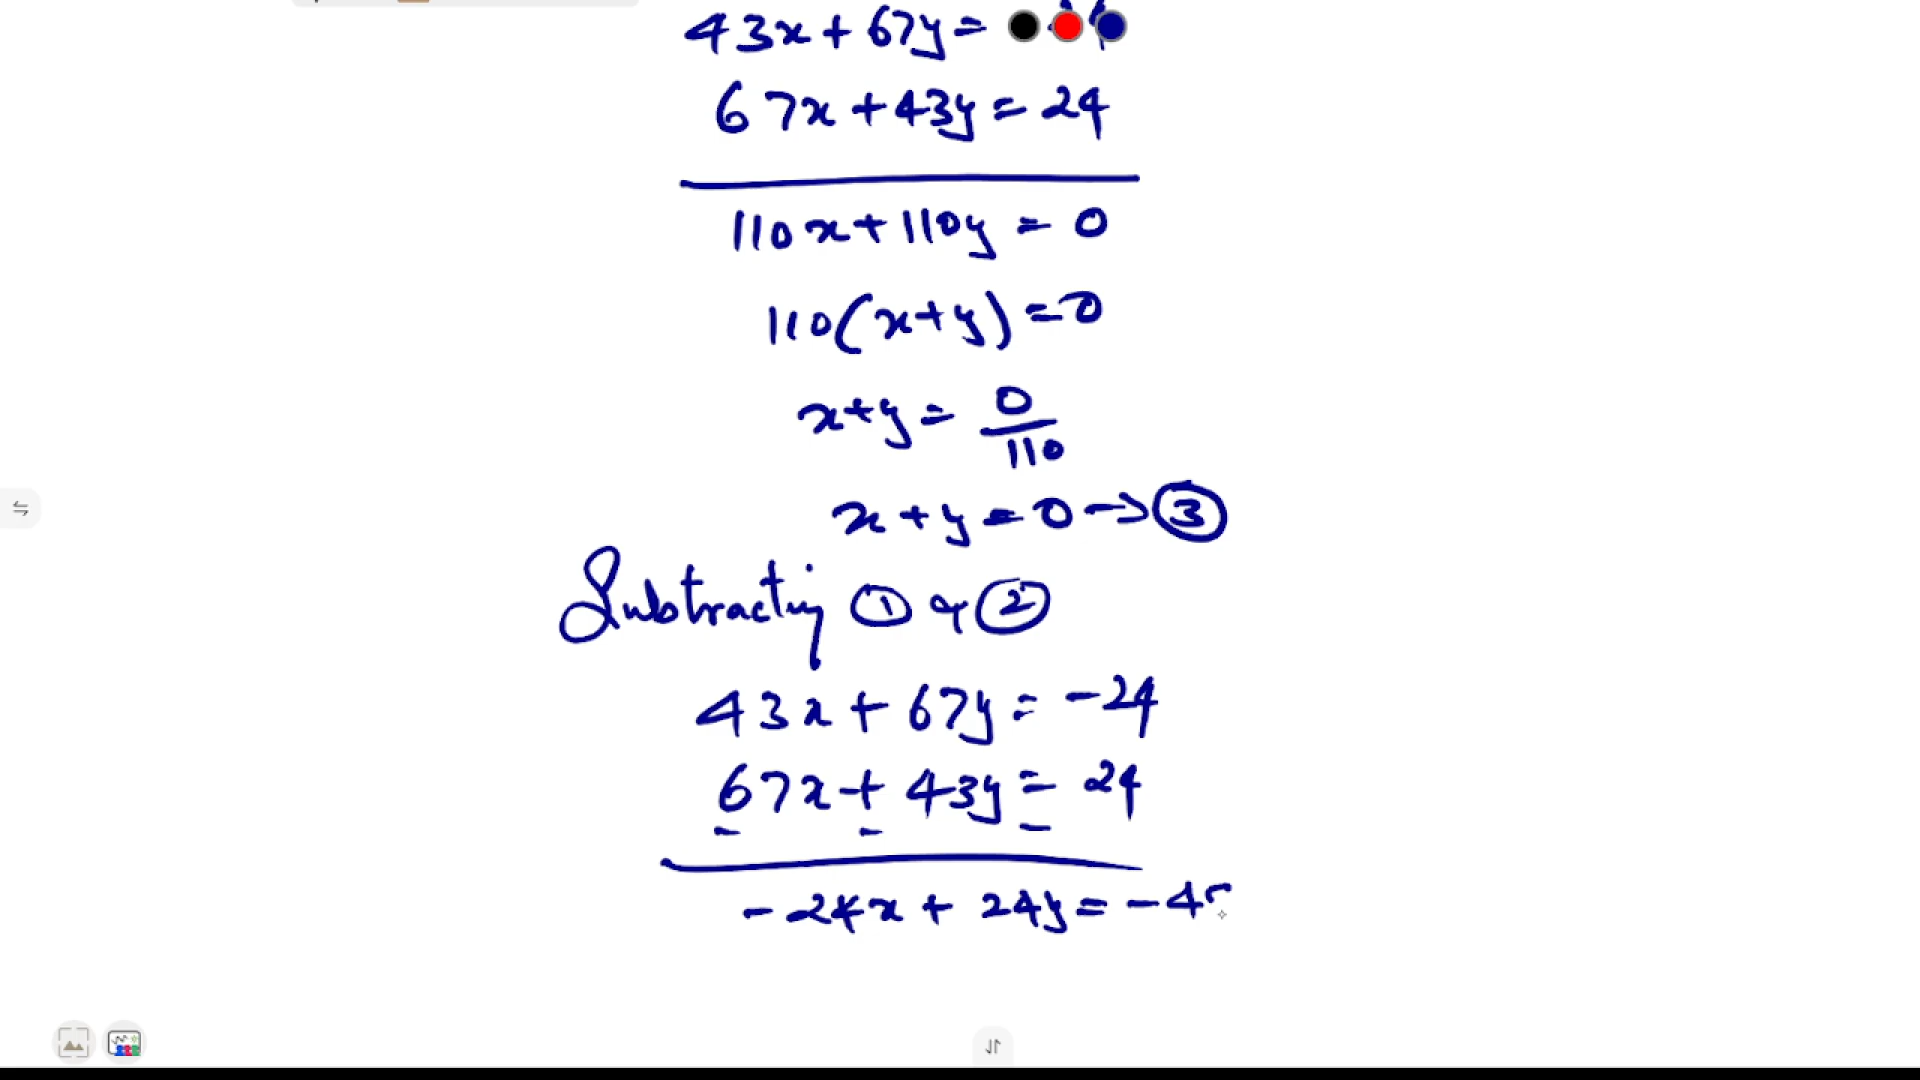 43x + 67y =
67x + 43y = 24
110x + 110y = 0
110(x+y) = 0
x+y = 0/110
x + y = 0 → ③
Subtracting ① & ②
43x + 67y = -24
67x + 43y = 24
- - -
-24x + 24y = -4